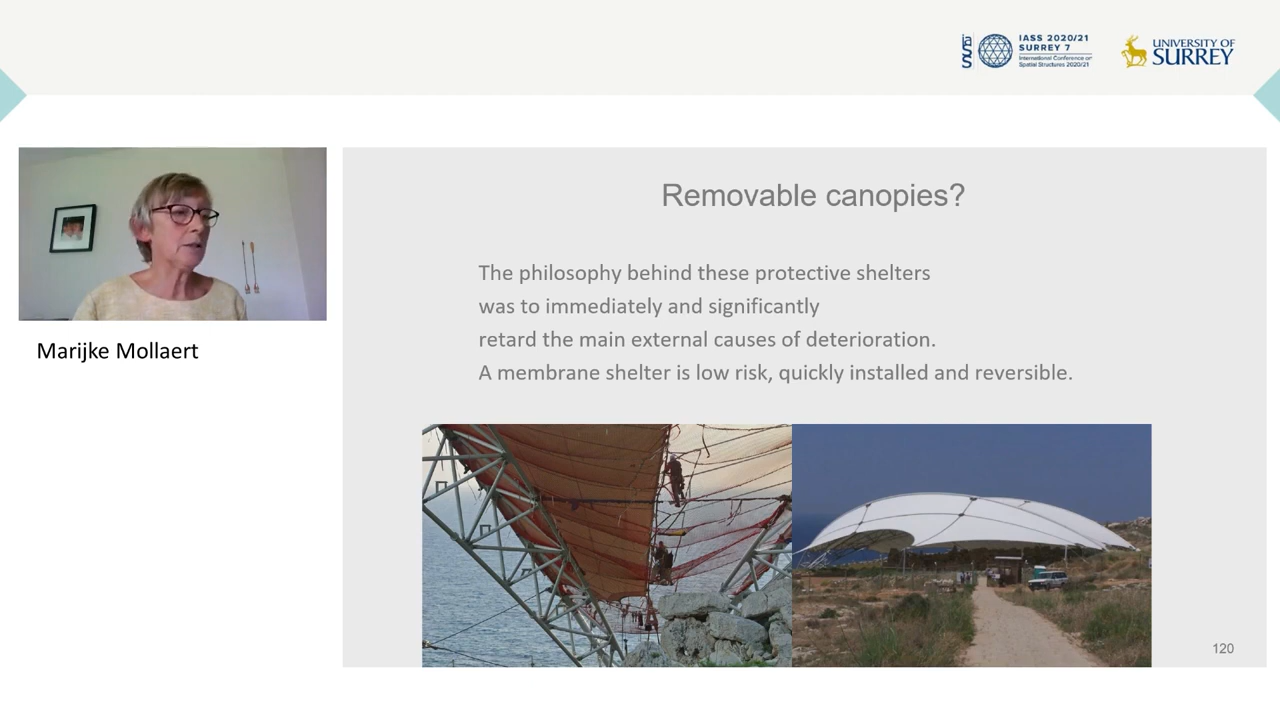 IASS
IASS 2020/21
SURREY 7
International Conference on
Spatial Structures 2020/21
UNIVERSITY OF
SURREY
Marijke Mollaert
Removable canopies?
The philosophy behind these protective shelters
was to immediately and significantly
retard the main external causes of deterioration.
A membrane shelter is low risk, quickly installed and reversible.
120